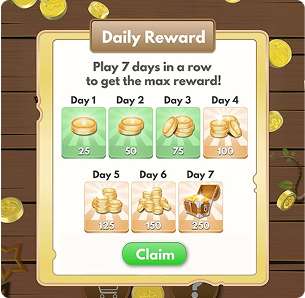 Daily Reward
Play 7 days in a row
to get the max reward!
Day 1 Day 2 Day 3 Day 4
25 50 75 100
Day 5 Day 6 Day 7
125 150 250
Claim